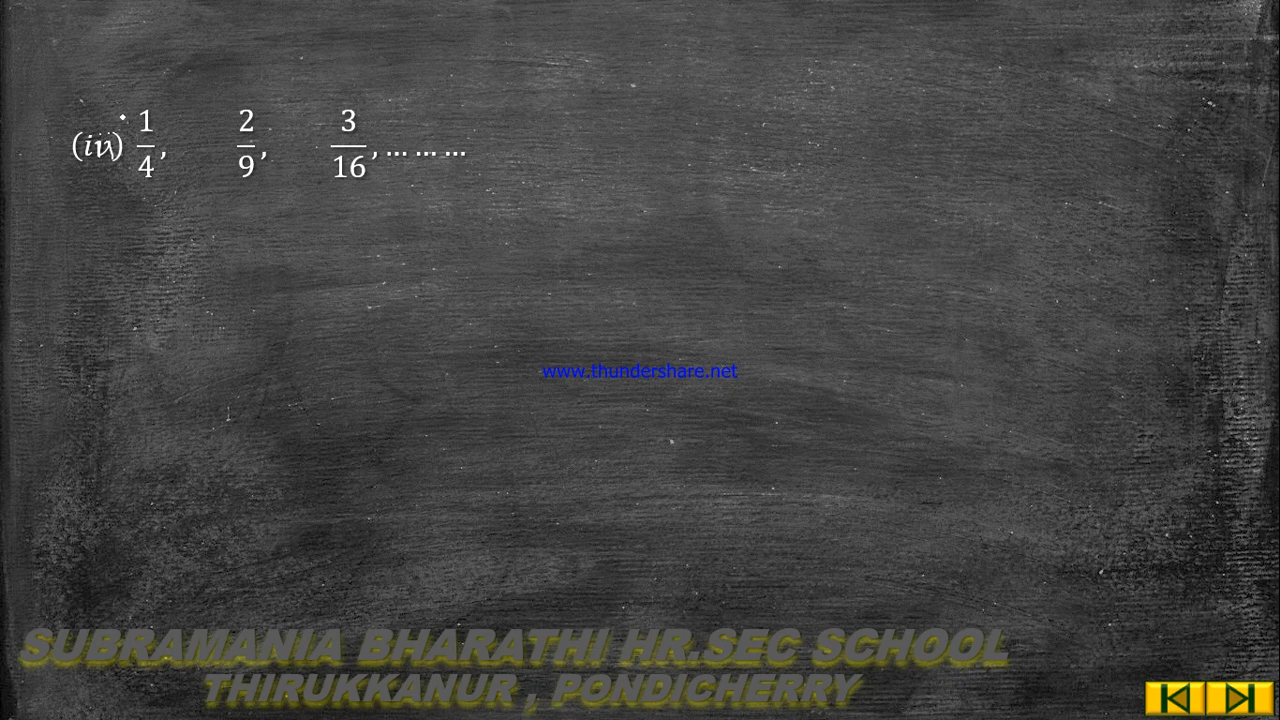 (iv) 1/4, 2/9, 3/16, ... ... ...
www.thundershare.net
SUBRAMANIA BHARATHI HR.SEC SCHOOL
THIRUKKANUR , PONDICHERRY